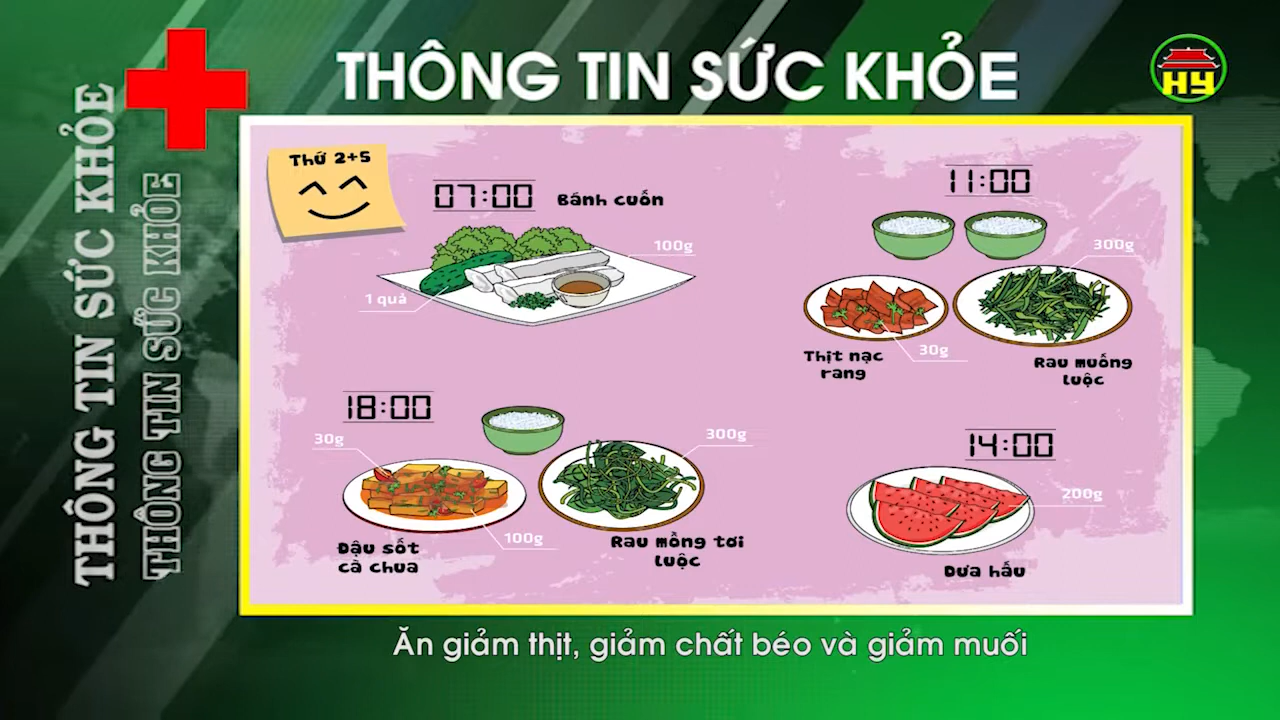 THÔNG TIN SỨC KHỎE
HY
THÔNG TIN SỨC KHỎE
THÔNG TIN SỨC KHỎE
Thứ 2+5
07:00
Bánh cuốn
100g
1 quả
11:00
300g
30g
Thịt nạc
rang
Rau muống
luộc
18:00
30g
300g
100g
Đậu sốt
cà chua
Rau mồng tơi
luộc
14:00
200g
Dưa hấu
Ăn giảm thịt, giảm chất béo và giảm muối